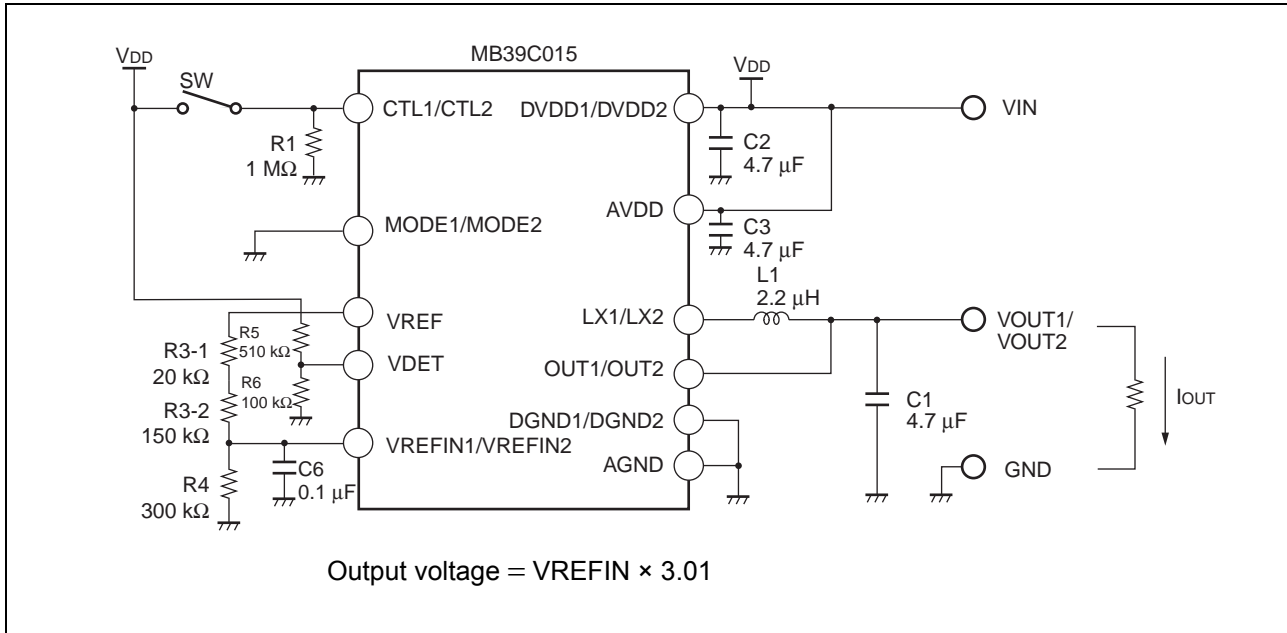 MB39C015
VDD
SW
CTL1/CTL2
R1
1 MΩ
DVDD1/DVDD2
VDD
VIN
C2
4.7 μF
AVDD
C3
4.7 μF
MODE1/MODE2
L1
2.2 μH
LX1/LX2
VOUT1/
VOUT2
VREF
R5
510 kΩ
R3-1
20 kΩ
VDET
OUT1/OUT2
R6
100 kΩ
R3-2
150 kΩ
C1
4.7 μF
IOUT
DGND1/DGND2
VREFIN1/VREFIN2
AGND
GND
C6
0.1 μF
R4
300 kΩ
Output voltage = VREFIN × 3.01